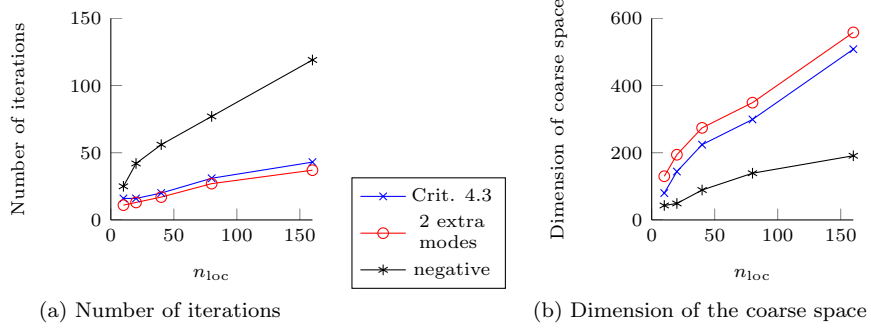 Number of iterations
150
100
50
0
0
50
100
150
n_loc
(a) Number of iterations
Crit. 4.3
2 extra
modes
negative
Dimension of coarse space
600
400
200
0
0
50
100
150
n_loc
(b) Dimension of the coarse space